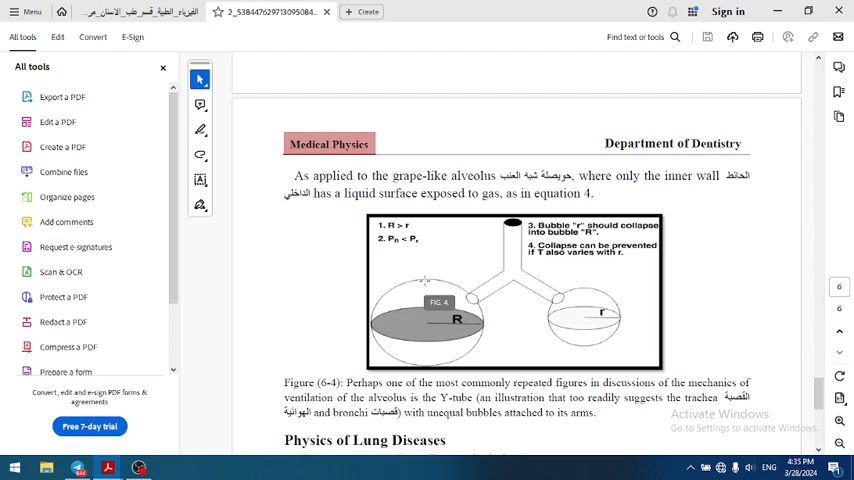 Menu
الفيزياء_الطبية_قسم_طب_الاسنان_مر...
2_53844762971309508４...
Create
Sign in
All tools
Edit
Convert
E-Sign
Find text or tools
All tools
Export a PDF
Edit a PDF
Create a PDF
Combine files
Organize pages
Add comments
Request e-signatures
Scan & OCR
Protect a PDF
Redact a PDF
Compress a PDF
Prepare a form
Convert, edit and e-sign PDF forms &
agreements
Free 7-day trial
Medical Physics
Department of Dentistry
As applied to the grape-like alveolus حويصلة شبه العنب, where only the inner wall الحائط
الداخلي has a liquid surface exposed to gas, as in equation 4.
1. R > r
2. PR < Pr
3. Bubble "r" should collapse
into bubble "R".
4. Collapse can be prevented
if T also varies with r.
FIG. 4.
R
r
Figure (6-4): Perhaps one of the most commonly repeated figures in discussions of the mechanics of
ventilation of the alveolus is the Y-tube (an illustration that too readily suggests the trachea القصبة
الهوائية and bronchi قصبات) with unequal bubbles attached to its arms.
Physics of Lung Diseases
Activate Windows
Go to Settings to activate Windows.
6
6
644
ENG
4:35 PM
3/28/2024
1